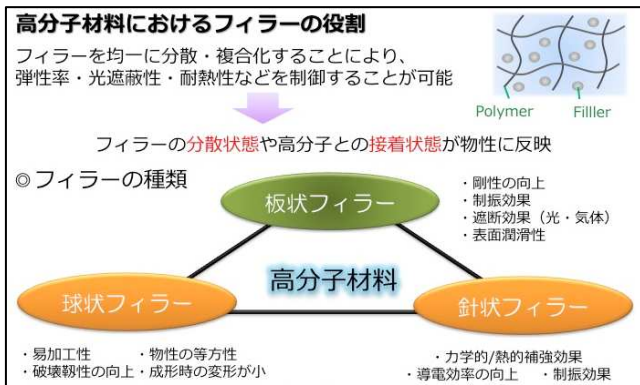 高分子材料におけるフィラーの役割
フィラーを均一に分散・複合化することにより、
弾性率・光遮蔽性・耐熱性などを制御することが可能
Polymer
Filller
フィラーの分散状態や高分子との接着状態が物性に反映
◎フィラーの種類
板状フィラー
・剛性の向上
・制振効果
・遮断効果（光・気体）
・表面潤滑性
高分子材料
球状フィラー
針状フィラー
・易加工性 ・物性の等方性
・破壊靱性の向上 ・成形時の変形が小
・力学的/熱的補強効果
・導電効率の向上 ・制振効果